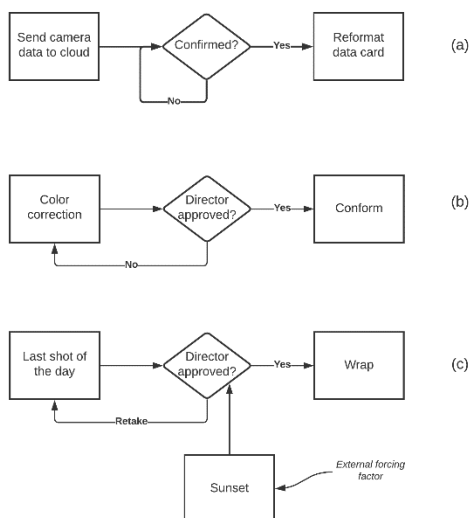 Send camera
data to cloud
Confirmed?
Yes
Reformat
data card
(a)
No
Color
correction
Director
approved?
Yes
Conform
(b)
No
Last shot of
the day
Director
approved?
Yes
Wrap
(c)
Retake
Sunset
External forcing
factor